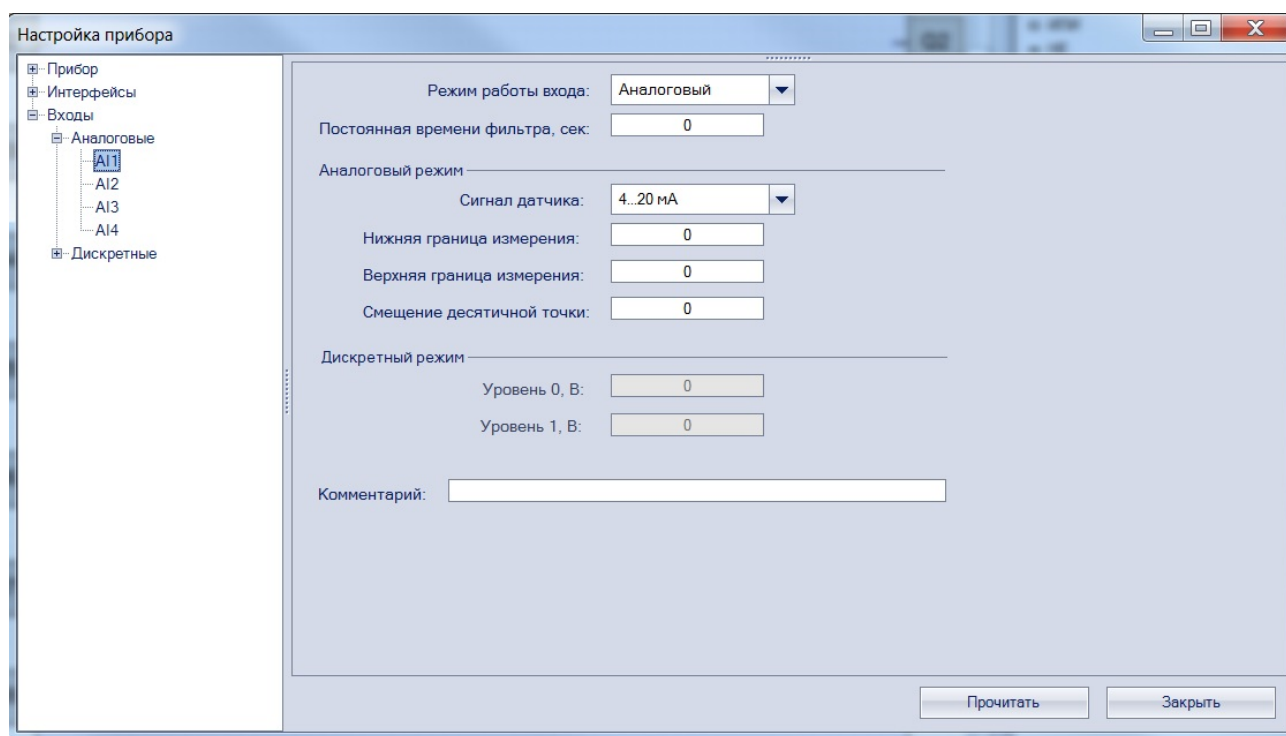 Настройка прибора
Прибор
Интерфейсы
Входы
Аналоговые
AI1
AI2
AI3
AI4
Дискретные
Режим работы входа: Аналоговый
Постоянная времени фильтра, сек: 0
Аналоговый режим
Сигнал датчика: 4...20 мА
Нижняя граница измерения: 0
Верхняя граница измерения: 0
Смещение десятичной точки: 0
Дискретный режим
Уровень 0, В: 0
Уровень 1, В: 0
Комментарий:
Прочитать Закрыть